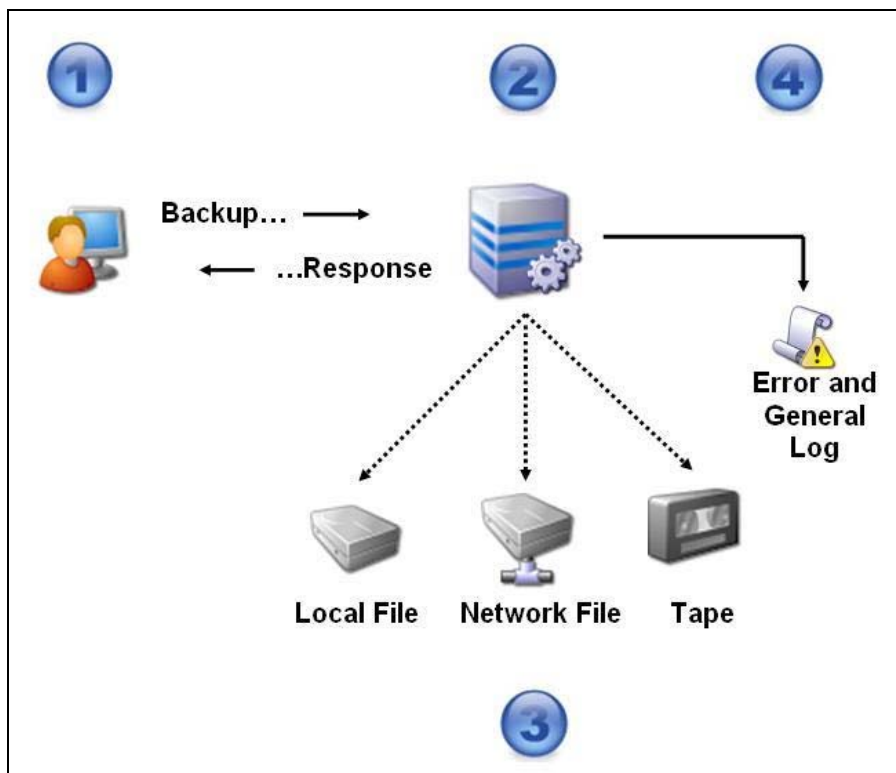 1
2
4
Backup…
…Response
Error and
General
Log
Local File
Network File
Tape
3